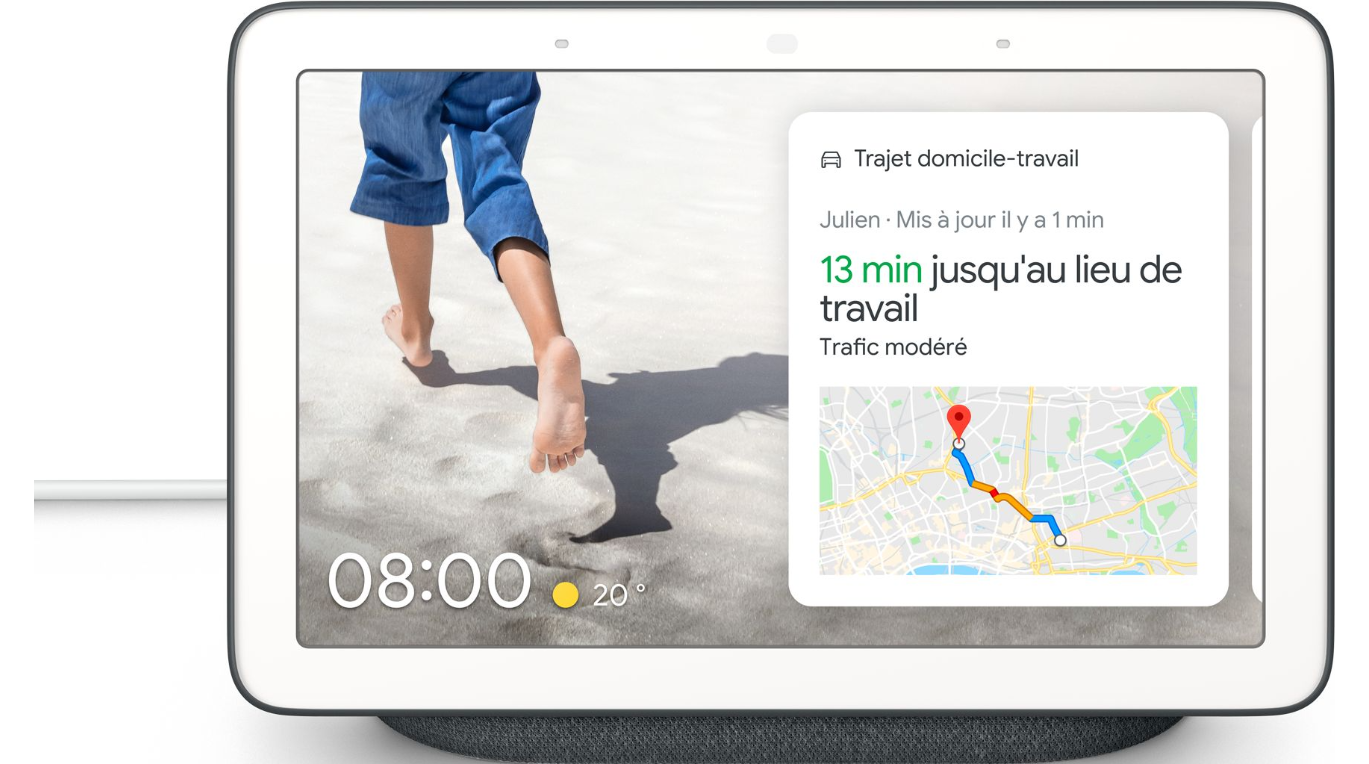 Trajet domicile-travail
Julien · Mis à jour il y a 1 min
13 min jusqu'au lieu de
travail
Trafic modéré
08:00 20°